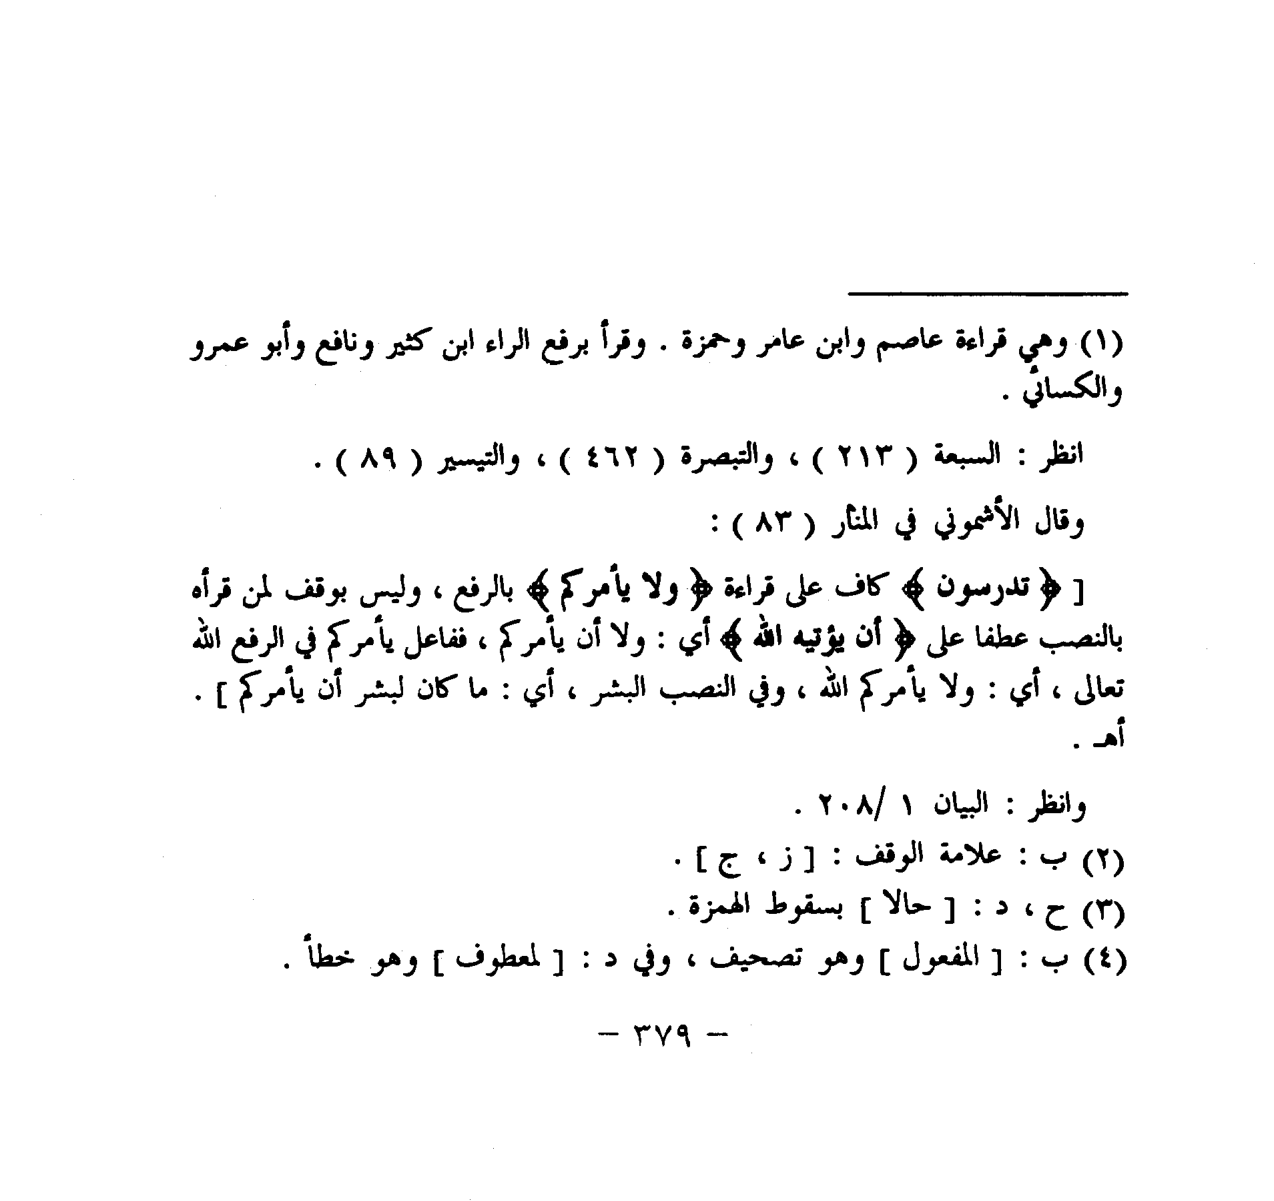 (١) وهي قراءة عاصم وابن عامر وحمزة . وقرأ برفع الراء ابن كثير ونافع وأبو عمرو
والكسائي .
انظر : السبعة ( ٢١٣ ) ، والتبصرة ( ٤٦٢ ) ، والتيسير ( ٨٩ ) .
وقال الأشموني في المنار ( ٨٣ ) :
[ ﴿ تدرسون ﴾ كاف على قراءة ﴿ ولا يأمركم ﴾ بالرفع ، وليس بوقف لمن قرأه
بالنصب عطفا على ﴿ أن يؤتيه الله ﴾ أي : ولا أن يأمركم ، ففاعل يأمركم في الرفع الله
تعالى ، أي : ولا يأمركم الله ، وفي النصب البشر ، أي : ما كان لبشر أن يأمركم ] .
أهـ .
وانظر : البيان ١ /٢٠٨ .
(٢) ب : علامة الوقف : [ ز ، ج ] .
(٣) ح ، د : [ حالا ] بسقوط الهمزة .
(٤) ب : [ المفعول ] وهو تصحيف ، وفي د : [ لمعطوف ] وهو خطأ .
– ٣٧٩ –